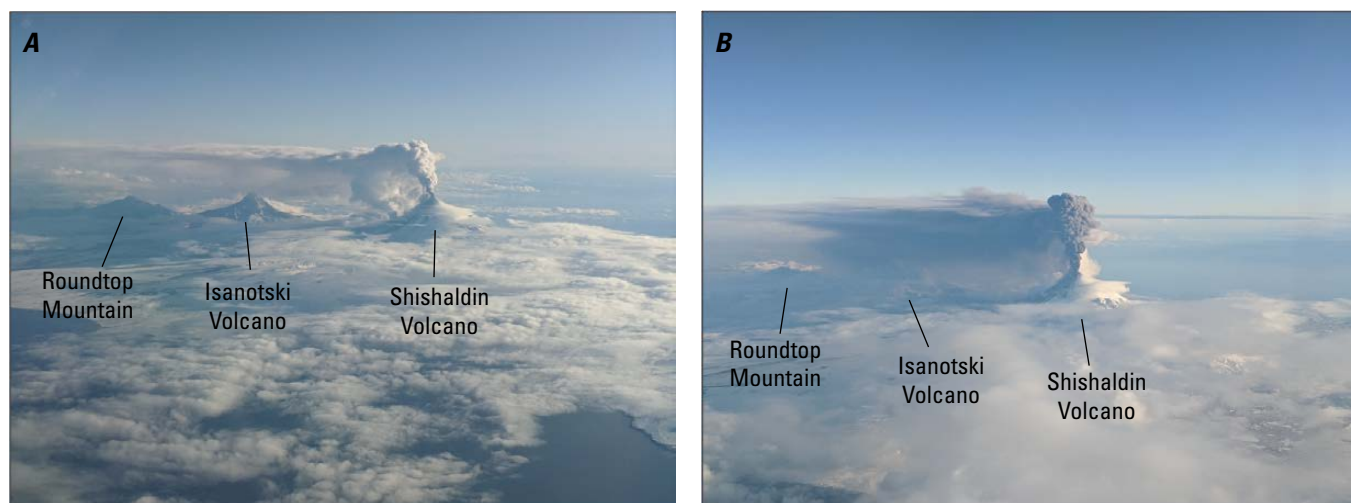 A
Roundtop
Mountain
Isanotski
Volcano
Shishaldin
Volcano
B
Roundtop
Mountain
Isanotski
Volcano
Shishaldin
Volcano